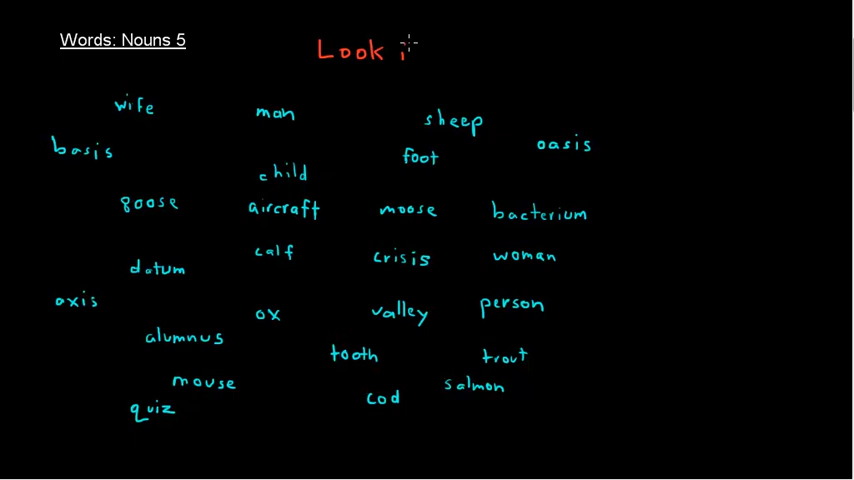 Words: Nouns 5
Look i
wife man sheep
basis child foot oasis
goose aircraft moose bacterium
datum calf crisis woman
axis ox valley person
alumnus tooth trout
mouse cod salmon
quiz